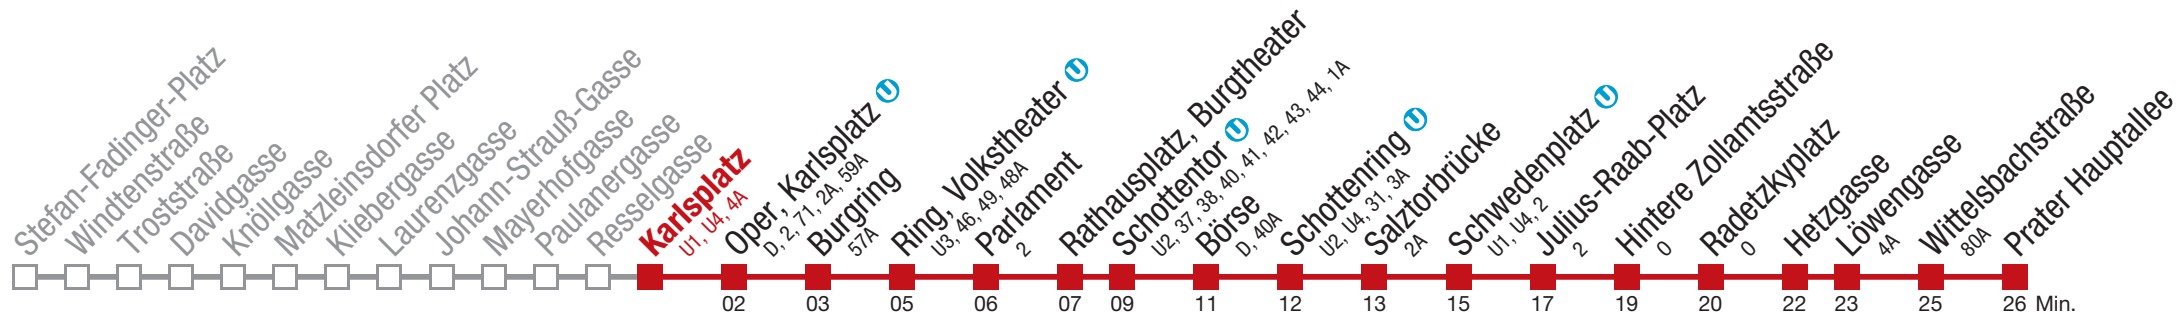 Stefan-Fadinger-Platz
Windtenstraße
Troststraße
Davidgasse
Knöllgasse
Matzleinsdorfer Platz
Kliebergasse
Laurenzgasse
Johann-Strauß-Gasse
Mayerhofgasse
Paulanergasse
Resselgasse
Karlsplatz
U1, U4, 4A
Oper, Karlsplatz U
D, 2, 71, 2A, 59A
Burgring
57A
Ring, Volkstheater U
U3, 46, 49, 48A
Parlament
2
Rathausplatz, Burgtheater
Schottentor U
U2, 37, 38, 40, 41, 42, 43, 44, 1A
Börse
D, 40A
Schottenring U
U2, U4, 31, 3A
Salztorbrücke
2A
Schwedenplatz U
U1, U4, 2
Julius-Raab-Platz
2
Hintere Zollamtsstraße
O
Radetzkyplatz
O
Hetzgasse
Löwengasse
4A
Wittelsbachstraße
80A
Prater Hauptallee
02 03 05 06 07 09 11 12 13 15 17 19 20 22 23 25 26 Min.